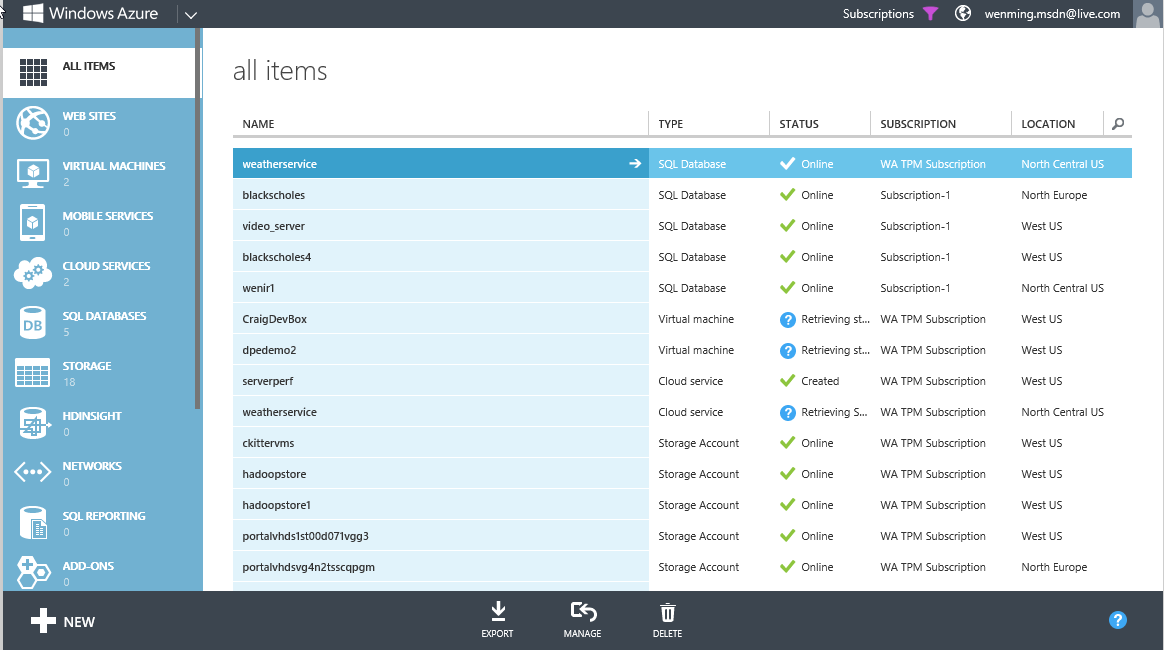 Windows Azure
Subscriptions wenming.msdn@live.com
ALL ITEMS
WEB SITES
0
VIRTUAL MACHINES
2
MOBILE SERVICES
0
CLOUD SERVICES
2
SQL DATABASES
5
DB
STORAGE
18
HDINSIGHT
0
NETWORKS
0
SQL REPORTING
0
ADD-ONS
0
all items
NAME TYPE STATUS SUBSCRIPTION LOCATION
weatherservice SQL Database Online WA TPM Subscription North Central US
blackscholes SQL Database Online Subscription-1 North Europe
video_server SQL Database Online Subscription-1 West US
blackscholes4 SQL Database Online Subscription-1 West US
wenir1 SQL Database Online Subscription-1 North Central US
CraigDevBox Virtual machine ? Retrieving st... WA TPM Subscription West US
dpedemo2 Virtual machine ? Retrieving st... WA TPM Subscription West US
serverperf Cloud service Created WA TPM Subscription West US
weatherservice Cloud service ? Retrieving S... WA TPM Subscription North Central US
ckittervms Storage Account Online WA TPM Subscription West US
hadoopstore Storage Account Online WA TPM Subscription West US
hadoopstore1 Storage Account Online WA TPM Subscription West US
portalvhds1st00d071vgg3 Storage Account Online WA TPM Subscription West US
portalvhdsvg4n2tsscqpgm Storage Account Online WA TPM Subscription North Europe
NEW
EXPORT MANAGE DELETE
?